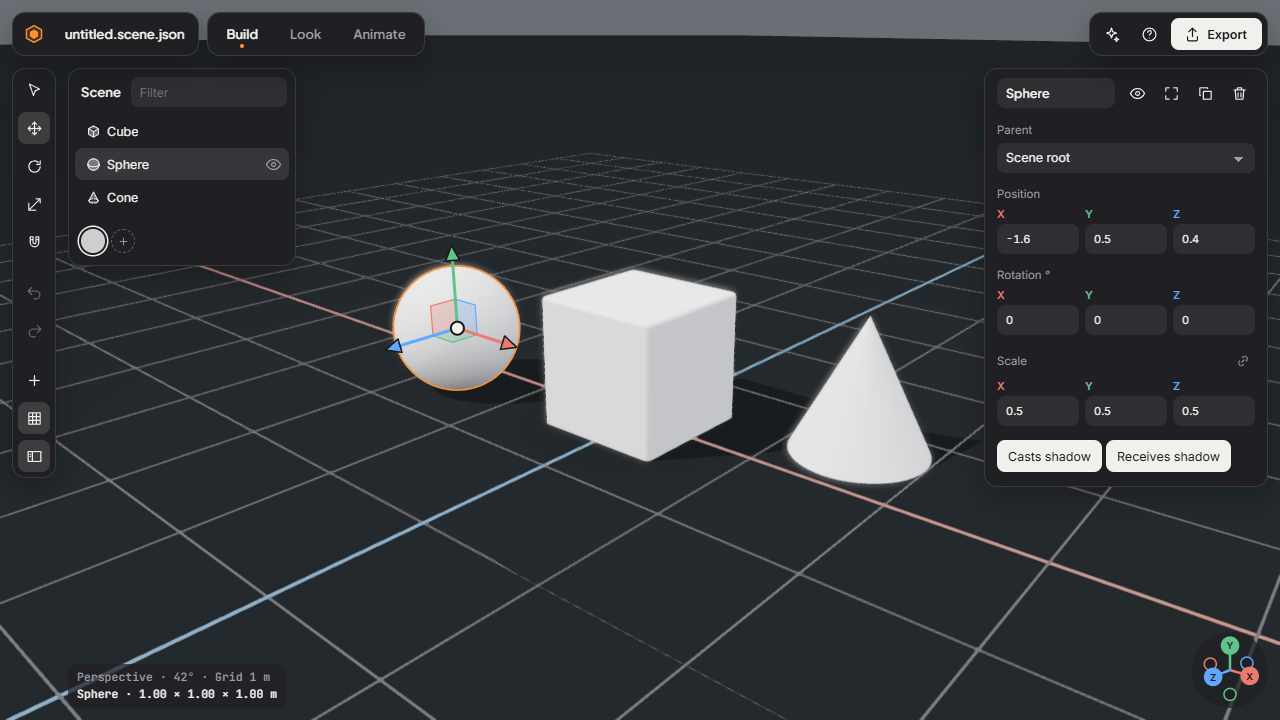 untitled.scene.json
Build Look Animate
Export
Scene Filter
Cube
Sphere
Cone
Sphere
Parent
Scene root
Position
X Y Z
-1.6 0.5 0.4
Rotation °
X Y Z
0 0 0
Scale
X Y Z
0.5 0.5 0.5
Casts shadow Receives shadow
Perspective · 42° · Grid 1 m
Sphere · 1.00 × 1.00 × 1.00 m
Y
Z X